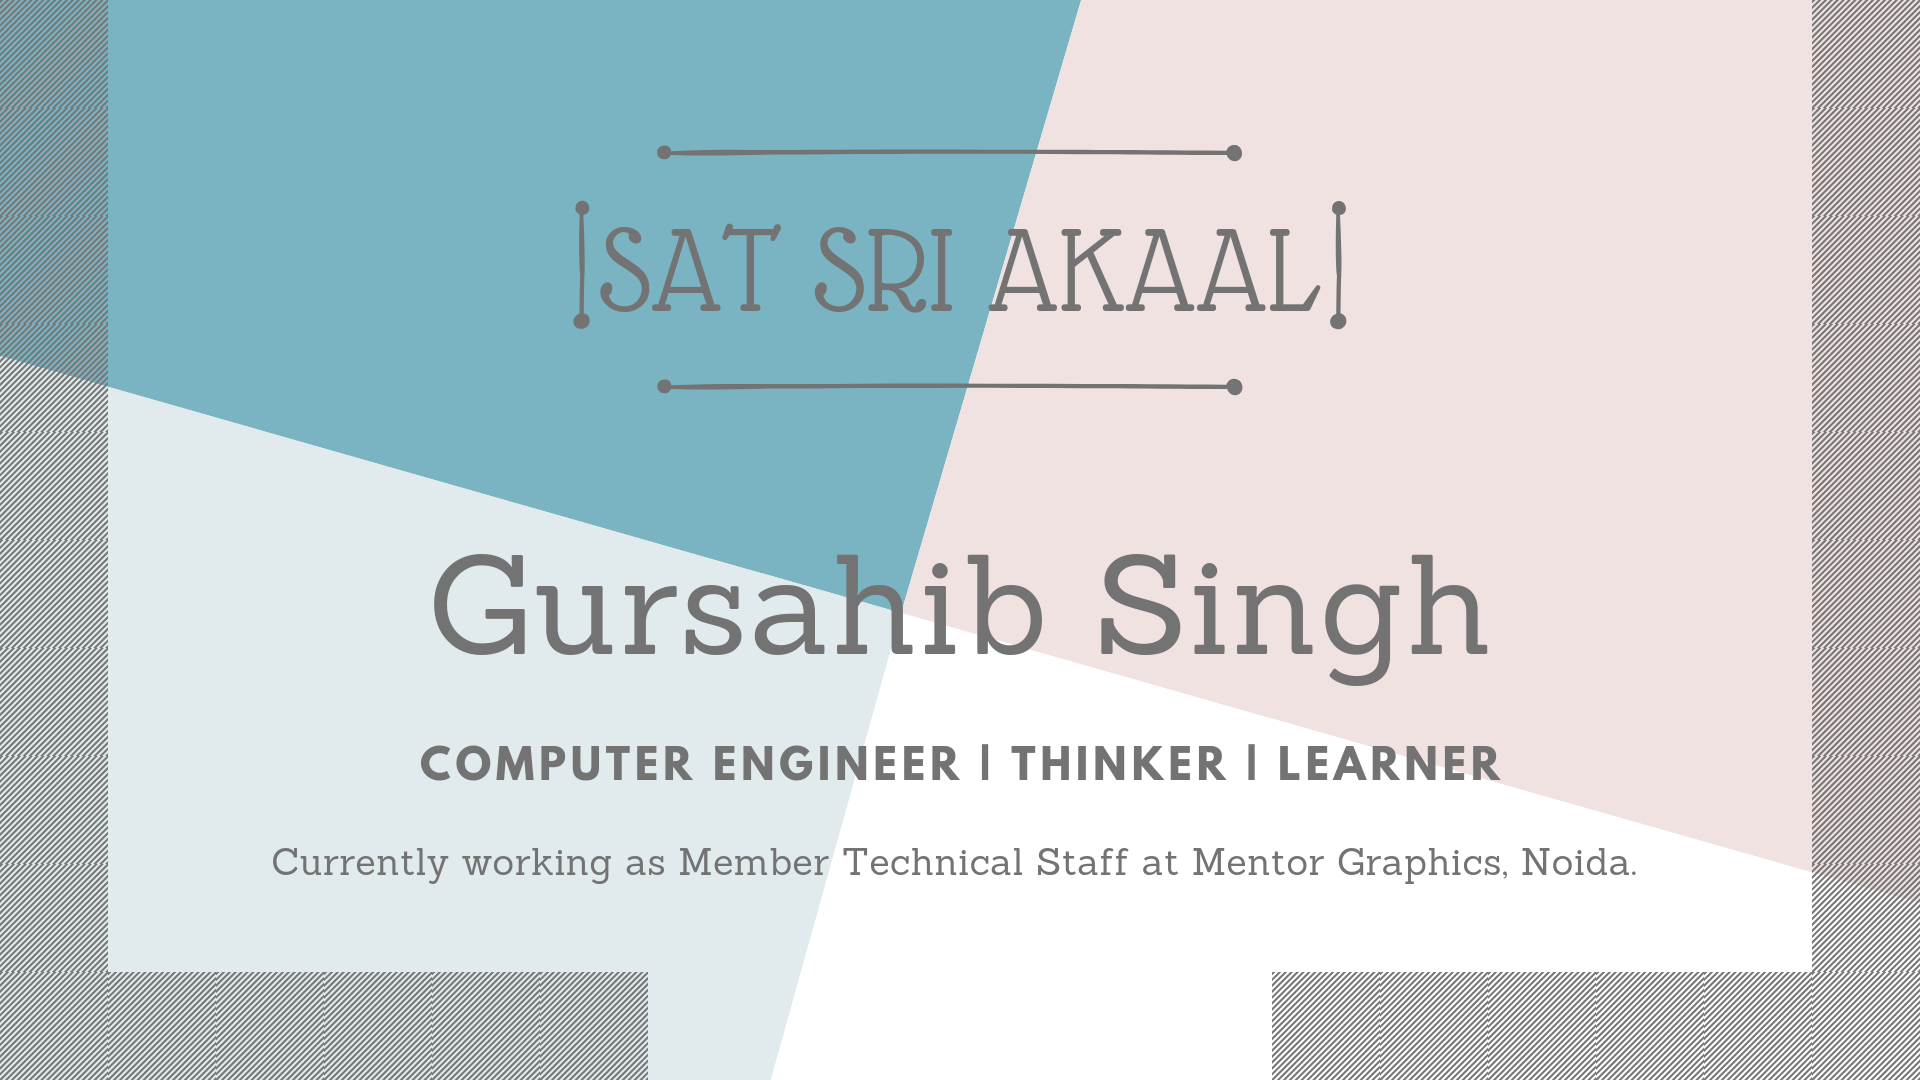 SAT SRI AKAAL
Gursahib Singh
COMPUTER ENGINEER | THINKER | LEARNER
Currently working as Member Technical Staff at Mentor Graphics, Noida.